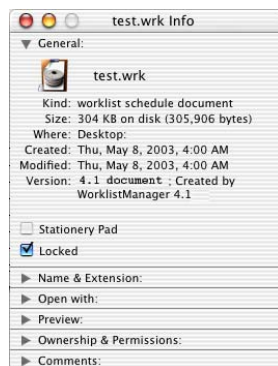 test.wrk Info
General:
test.wrk
Kind: worklist schedule document
Size: 304 KB on disk (305,906 bytes)
Where: Desktop:
Created: Thu, May 8, 2003, 4:00 AM
Modified: Thu, May 8, 2003, 4:00 AM
Version: 4.1 document ; Created by
WorklistManager 4.1
Stationery Pad
Locked
Name & Extension:
Open with:
Preview:
Ownership & Permissions:
Comments: